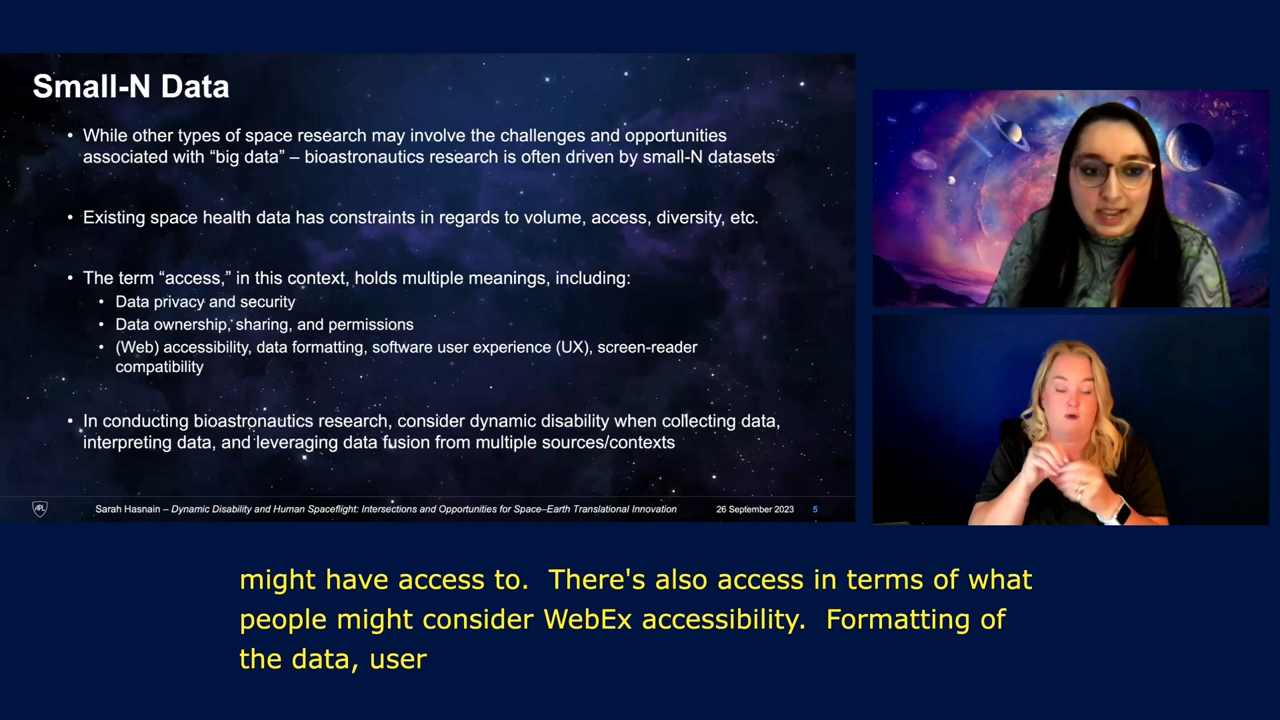 Small-N Data
• While other types of space research may involve the challenges and opportunities
associated with “big data” – bioastronautics research is often driven by small-N datasets
• Existing space health data has constraints in regards to volume, access, diversity, etc.
• The term “access,” in this context, holds multiple meanings, including:
• Data privacy and security
• Data ownership, sharing, and permissions
• (Web) accessibility, data formatting, software user experience (UX), screen-reader
compatibility
• In conducting bioastronautics research, consider dynamic disability when collecting data,
interpreting data, and leveraging data fusion from multiple sources/contexts
APL
Sarah Hasnain – Dynamic Disability and Human Spaceflight: Intersections and Opportunities for Space–Earth Translational Innovation
26 September 2023 5
might have access to.  There's also access in terms of what
people might consider WebEx accessibility.  Formatting of
the data, user